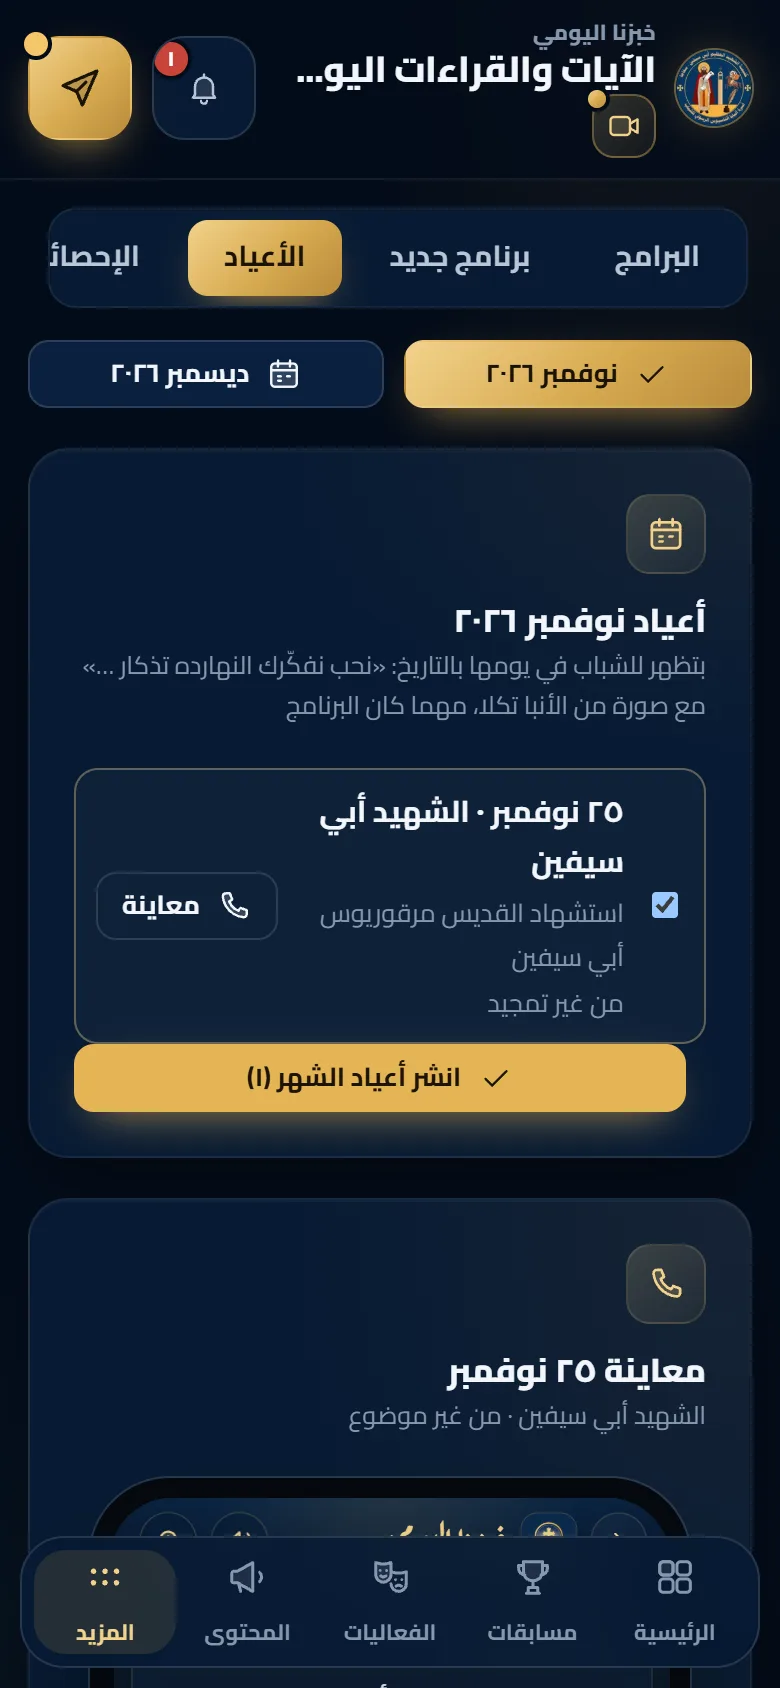 خبزنا اليومي
الآيات والقراءات اليو...
١
البرامج
برنامج جديد
الأعياد
الإحصائ
نوفمبر ٢٠٢٦
ديسمبر ٢٠٢٦
أعياد نوفمبر ٢٠٢٦
بتظهر للشباب في يومها بالتاريخ: «نحب نفكّرك النهارده تذكار ...»
مع صورة من الأنبا تكلا، مهما كان البرنامج
٢٥ نوفمبر · الشهيد أبي
سيفين
استشهاد القديس مرقوريوس
أبي سيفين
من غير تمجيد
معاينة
انشر أعياد الشهر (١)
معاينة ٢٥ نوفمبر
الشهيد أبي سيفين · من غير موضوع
الرئيسية
مسابقات
الفعاليات
المحتوى
المزيد